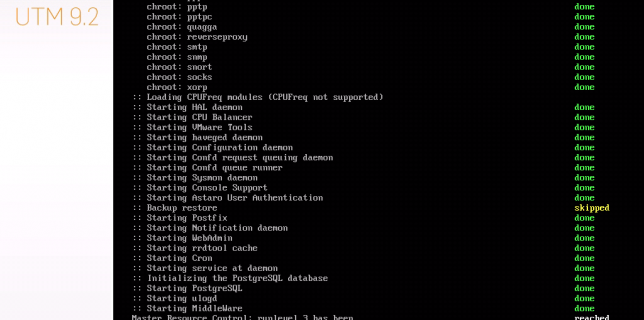 UTM 9.2
chroot: pptp done
chroot: pptpc done
chroot: quagga done
chroot: reverseproxy done
chroot: smtp done
chroot: snmp done
chroot: snort done
chroot: socks done
chroot: xorp done
:: Loading CPUFreq modules (CPUFreq not supported)
:: Starting HAL daemon done
:: Starting CPU Balancer done
:: Starting VMware Tools done
:: Starting haveged daemon done
:: Starting Configuration daemon done
:: Starting Confd request queuing daemon done
:: Starting Confd queue runner done
:: Starting Sysmon daemon done
:: Starting Console Support done
:: Starting Astaro User Authentication done
:: Backup restore skipped
:: Starting Postfix done
:: Starting Notification daemon done
:: Starting WebAdmin done
:: Starting rrdtool cache done
:: Starting Cron done
:: Starting service at daemon done
:: Initializing the PostgreSQL database done
:: Starting PostgreSQL done
:: Starting ulogd done
:: Starting MiddleWare done
Master Resource Control: runlevel 3 has been reached